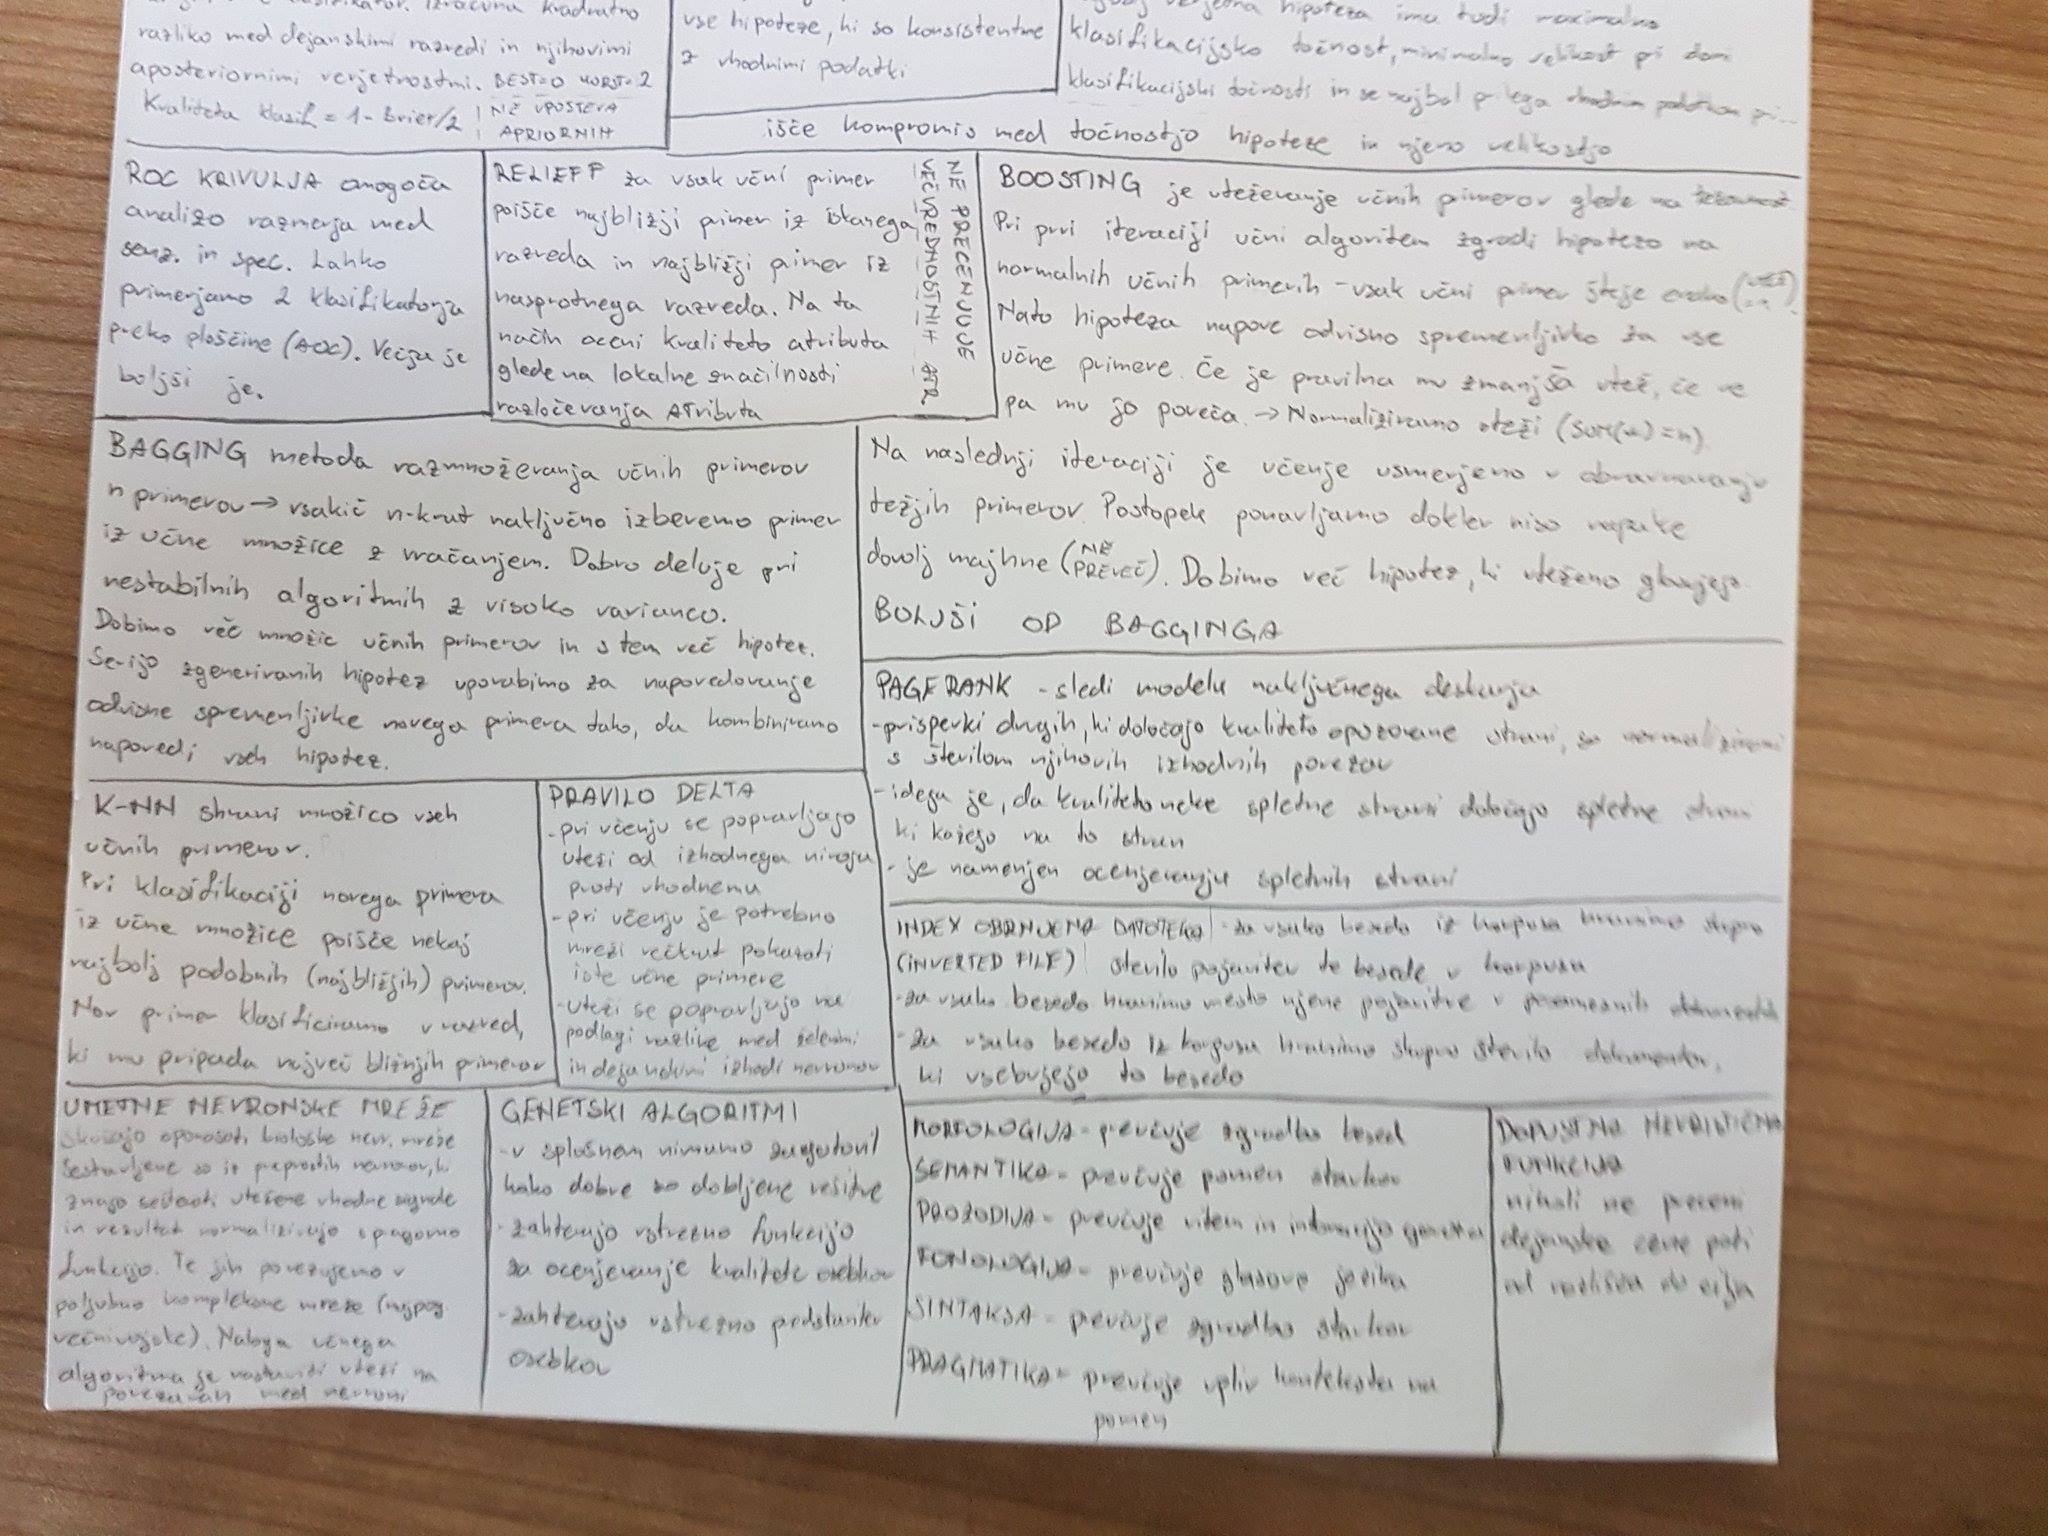 klasifikator. Izračuna kvadratno
razliko med dejanskimi razredi in njihovimi
aposteriornimi verjetnostmi. BEST=0 WORST=2
Kvaliteta klasif = 1 - Brier/2 | NE UPOŠTEVA
APRIORNIH
vse hipoteze, ki so konsistentne
z vhodnimi podatki
verjetna hipoteza ima tudi maximalno
klasifikacijsko točnost, minimalno velikost pri dani
klasifikacijski točnosti in se najbol prilega vhodnim podatkom pri...
išče kompromis med točnostjo hipoteze in njeno velikostjo
ROC KRIVULJA omogoča
analizo razmerja med
senz. in spec. Lahko
primerjamo 2 klasifikatorja
preko ploščine (AUC). Večja je
boljši je.
RELIEFF za vsak učni primer
poišče najbližji primer iz istanega
razreda in najbližji pimer iz
nasprotnega razreda. Na ta
način oceni kvaliteto atributa
glede na lokalne značilnosti
razločevanja Atributa
NE PRECENJUJE
VEČVREDNOSTNIH ATR
BOOSTING je uteževanje učnih primerov glede na težavnost.
Pri prvi iteraciji učni algoritem zgradi hipotezo na
normalnih učnih primerih - vsak učni primer šteje enako
Nato hipoteza napove odvisno spremenljivko za vse
učne primere. Če je pravilna mu zmanjša utež, če ne
pa mu jo poveča. → Normaliziramo uteži (SUM(u)=n).
Na naslednji iteraciji je učenje usmerjeno v obravnavanje
težjih primerov. Postopek ponavljamo dokler niso napake
dovolj majhne (NE PREVEČ). Dobimo več hipotez, ki uteženo glasujejo.
BOLJŠI OD BAGGINGA
BAGGING metoda razmnoževanja učnih primerov
n primerov → vsakič n-krat naključno izberemo primer
iz učne množice z vračanjem. Dobro deluje pri
nestabilnih algoritmih z visoko varianco.
Dobimo več množic učnih primerov in s tem več hipotez.
Serijo zgeneriranih hipotez uporabimo za napovedovanje
odvisne spremenljivke novega primera tako, da kombiniramo
napovedi vseh hipotez.
PAGERANK - sledi modelu naključnega deskanja
- prispevki drugih, ki določajo kvaliteto opazovane strani, so normalizirani
s številom njihovih izhodnih povezav
- ideja je, da kvaliteto neke spletne strani določajo spletne strani
ki kažejo na to stran
- je namenjen ocenjevanju spletnih strani
K-NN shrani množico vseh
učnih primerov.
Pri klasifikaciji novega primera
iz učne množice poišče nekaj
najbolj podobnih (najbližjih) primerov.
Nov primer klasificiramo v razred,
ki mu pripada največ bližnjih primerov
PRAVILO DELTA
- pri učenju se popravljajo
uteži od izhodnega nivoja
proti vhodnemu
- pri učenju je potrebno
mreži večkrat pokazati
iste učne primere
- uteži se popravljajo na
podlagi razlike med želenimi
in dejanskimi izhodi nevronov
INDEX OBRNJENA DATOTEKA | - za vsako besedo iz korpusa hranimo skupno
(INVERTED FILE) | število pojavitev te besede v korpusu
- za vsako besedo hranimo mesto njene pojavitve v posameznih dokumentih
- za vsako besedo iz korpusa hranimo skupno število dokumentov,
ki vsebujejo to besedo
UMETNE NEVRONSKE MREŽE
skušajo oponašati biološke nevr. mreže
Sestavljene so iz preprostih nevronov, ki
znajo seštevati utežene vhodne signale
in rezultat normalizirajo s pragovno
funkcijo. Te jih povezujemo v
poljubno kompleksne mreže (najpog.
večnivojske). Naloga učnega
algoritma je nastaviti uteži na
povezavah med nevroni
GENETSKI ALGORITMI
- v splošnem nimamo zagotovil
kako dobre so dobljene rešitve
- zahtevajo ustrezno funkcijo
za ocenjevanje kvalitete osebkov
- zahtevajo ustrezno predstavitev
osebkov
MORFOLOGIJA = preučuje zgradbo besed
SEMANTIKA = preučuje pomen stavkov
PROZODIJA = preučuje ritem in intonacijo govora
FONOLOGIJA = preučuje glasove jezika
SINTAKSA = preučuje zgradbo stavkov
PRAGMATIKA = preučuje vpliv konteksta na
pomen
DOPUSTNA HEVRISTIČNA
FUNKCIJA
nikoli ne preceni
dejanske cene poti
od vozlišča do cilja